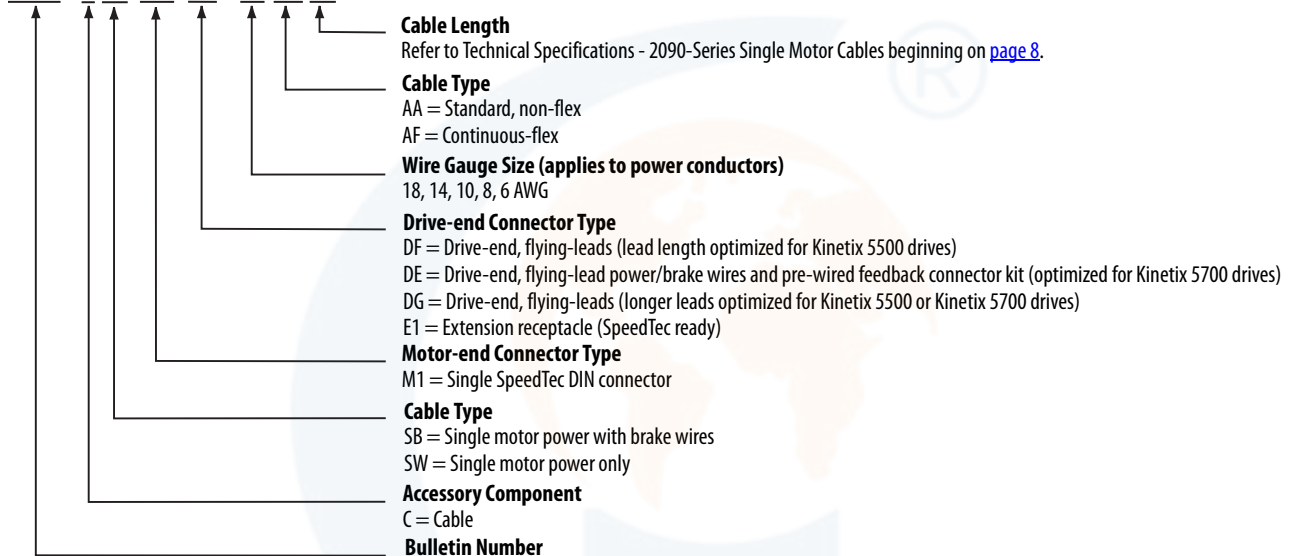 Cable Length
Refer to Technical Specifications - 2090-Series Single Motor Cables beginning on page 8.
Cable Type
AA = Standard, non-flex
AF = Continuous-flex
Wire Gauge Size (applies to power conductors)
18, 14, 10, 8, 6 AWG
Drive-end Connector Type
DF = Drive-end, flying-leads (lead length optimized for Kinetix 5500 drives)
DE = Drive-end, flying-lead power/brake wires and pre-wired feedback connector kit (optimized for Kinetix 5700 drives)
DG = Drive-end, flying-leads (longer leads optimized for Kinetix 5500 or Kinetix 5700 drives)
E1 = Extension receptacle (SpeedTec ready)
Motor-end Connector Type
M1 = Single SpeedTec DIN connector
Cable Type
SB = Single motor power with brake wires
SW = Single motor power only
Accessory Component
C = Cable
Bulletin Number
®